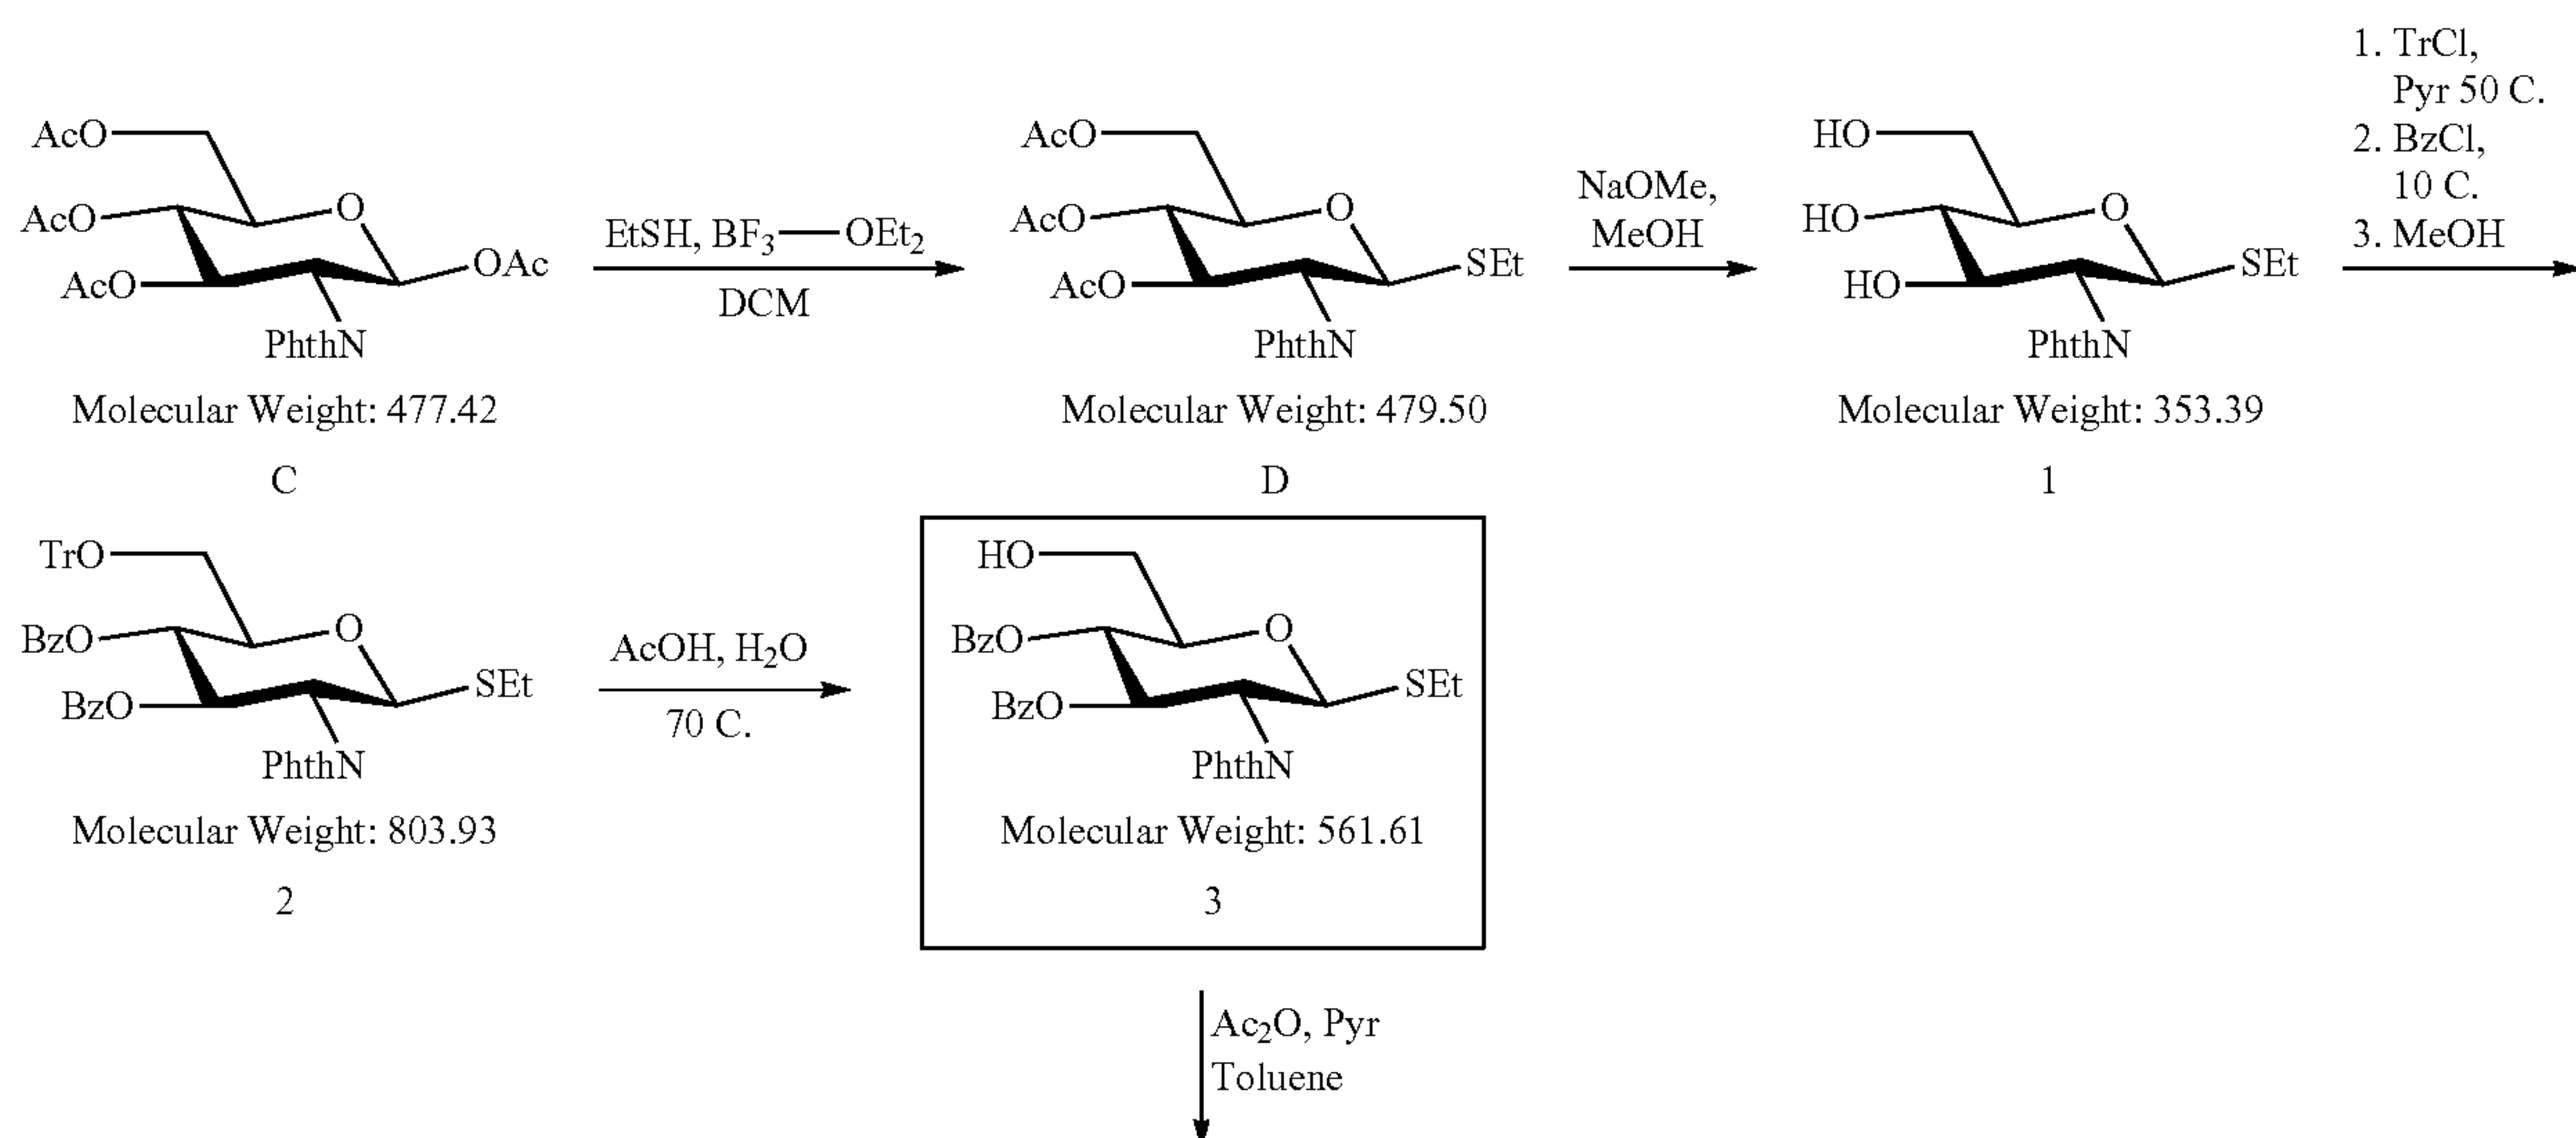 AcO
AcO
AcO
O
OAc
PhthN
Molecular Weight: 477.42
C
EtSH, BF3—OEt2
DCM
AcO
AcO
AcO
O
SEt
PhthN
Molecular Weight: 479.50
D
NaOMe,
MeOH
HO
HO
HO
O
SEt
PhthN
Molecular Weight: 353.39
1
1. TrCl,
Pyr 50 C.
2. BzCl,
10 C.
3. MeOH
TrO
BzO
BzO
O
SEt
PhthN
Molecular Weight: 803.93
2
AcOH, H2O
70 C.
HO
BzO
BzO
O
SEt
PhthN
Molecular Weight: 561.61
3
Ac2O, Pyr
Toluene